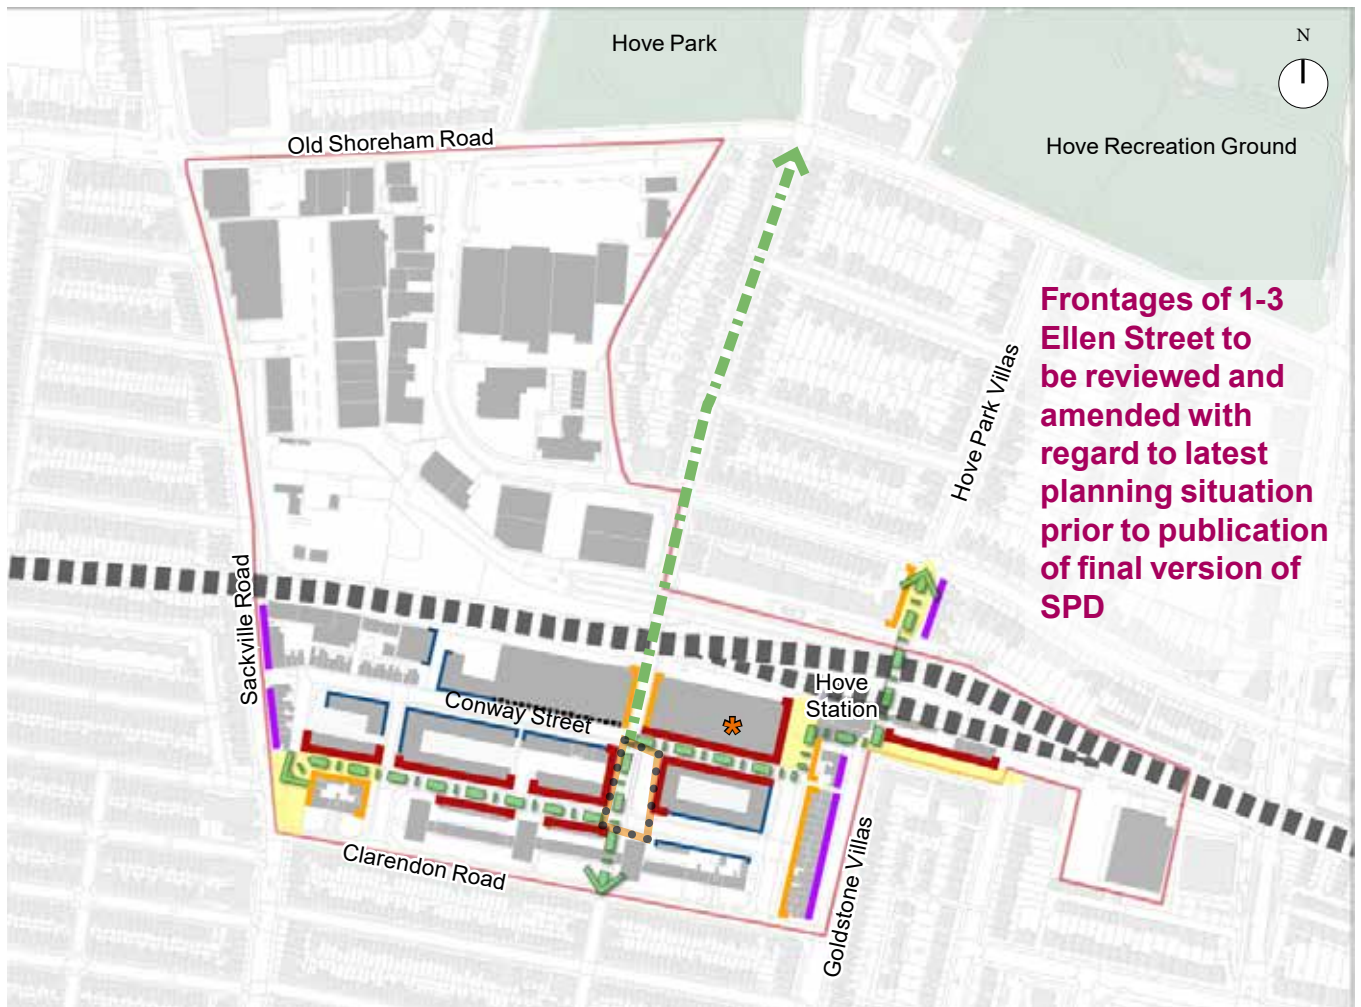 Hove Park
N
Old Shoreham Road
Hove Recreation Ground
Frontages of 1-3
Ellen Street to
be reviewed and
amended with
regard to latest
planning situation
prior to publication
of final version of
SPD
Hove Park Villas
Sackville Road
Hove
Station
Conway Street
*
Clarendon Road
Goldstone Villas